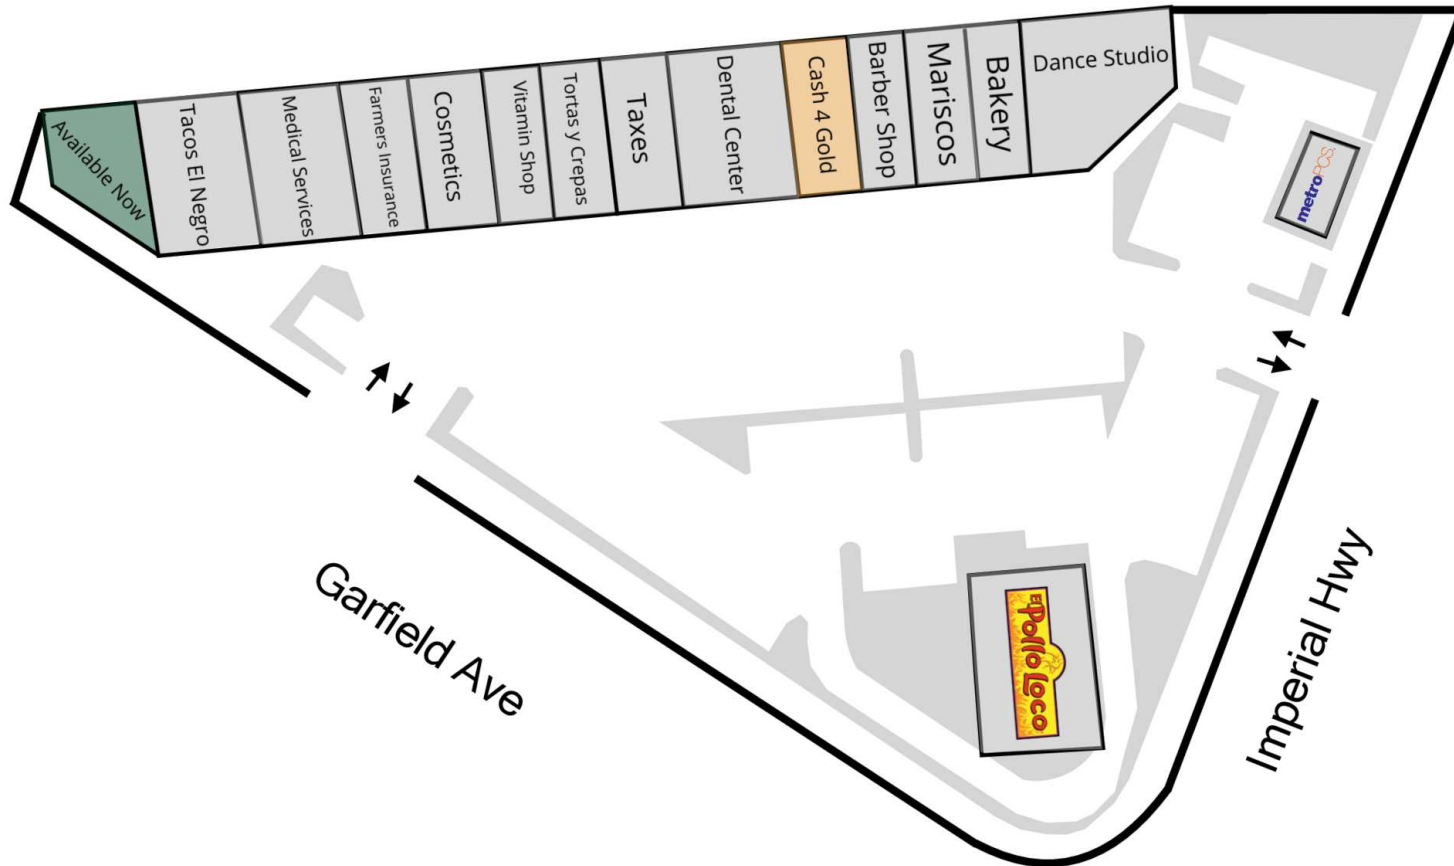 Available Now
Tacos El Negro
Medical Services
Farmers Insurance
Cosmetics
Vitamin Shop
Tortas y Crepas
Taxes
Dental Center
Cash 4 Gold
Barber Shop
Mariscos
Bakery
Dance Studio
metroPCS.
El Pollo Loco
Garfield Ave
Imperial Hwy